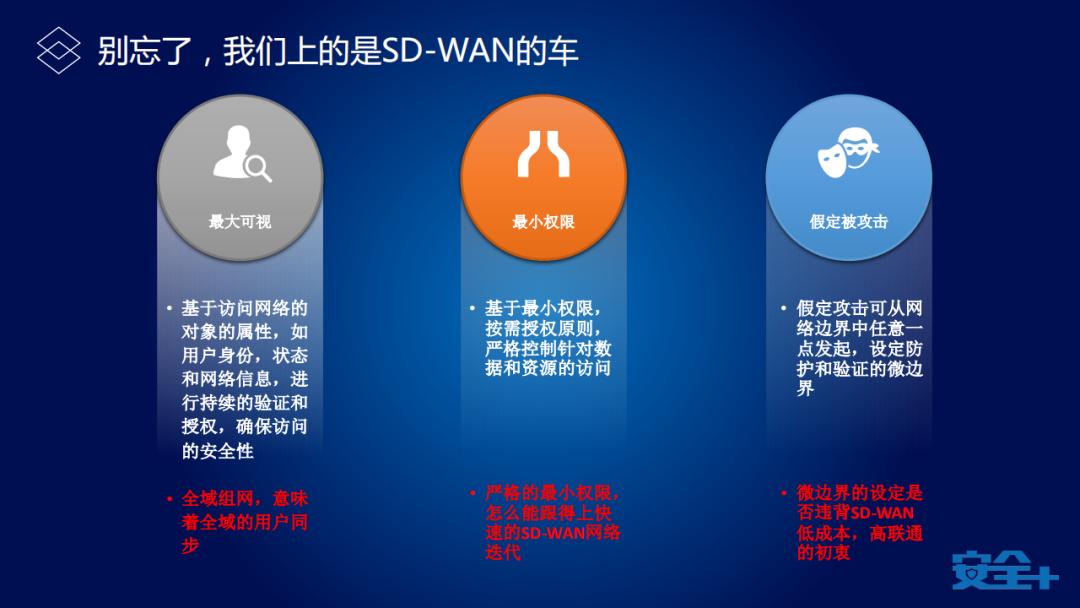 别忘了，我们上的是SD-WAN的车
最大可视
• 基于访问网络的
对象的属性，如
用户身份，状态
和网络信息，进
行持续的验证和
授权，确保访问
的安全性
• 全域组网，意味
着全域的用户同
步
最小权限
• 基于最小权限，
按需授权原则，
严格控制针对数
据和资源的访问
• 严格的最小权限，
怎么能跟得上快
速的SD-WAN网络
迭代
假定被攻击
• 假定攻击可从网
络边界中任意一
点发起，设定防
护和验证的微边
界
• 微边界的设定是
否违背SD-WAN
低成本，高联通
的初衷
安全+